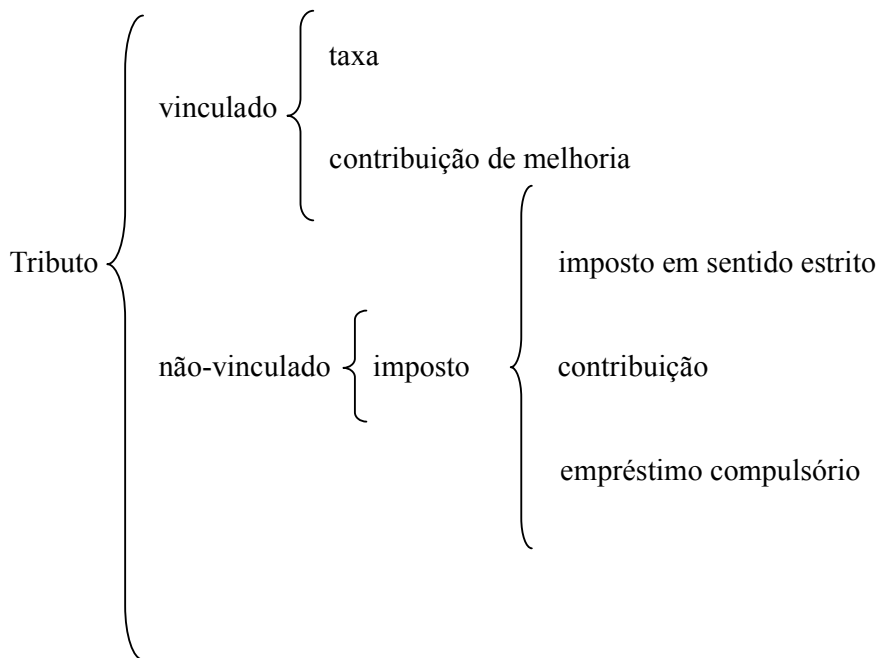 taxa
vinculado
contribuição de melhoria
Tributo
imposto em sentido estrito
não-vinculado
imposto
contribuição
empréstimo compulsório